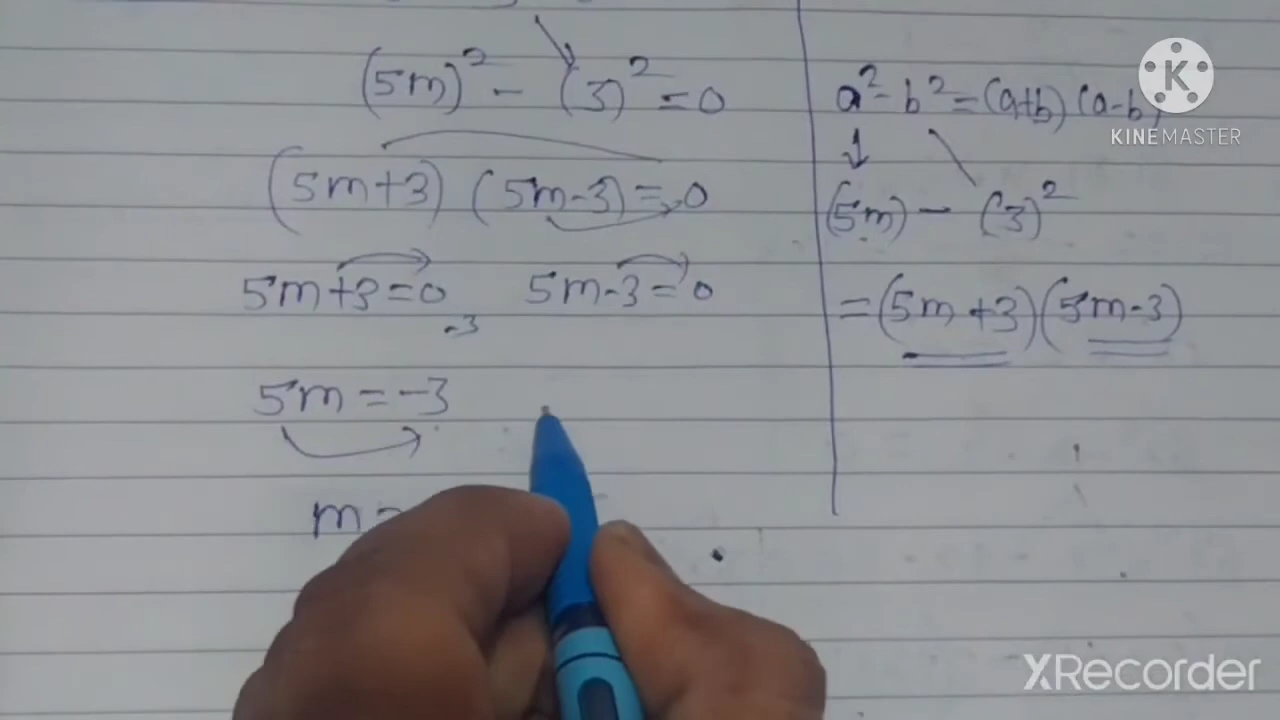 (5m)² - (3)² = 0
(5m+3) (5m-3) = 0
5m+3=0 5m-3=0
-3
5m = -3
m =
a²-b²=(a+b)(a-b)
(5m) - (3)²
=(5m+3)(5m-3)
KINEMASTER
XRecorder